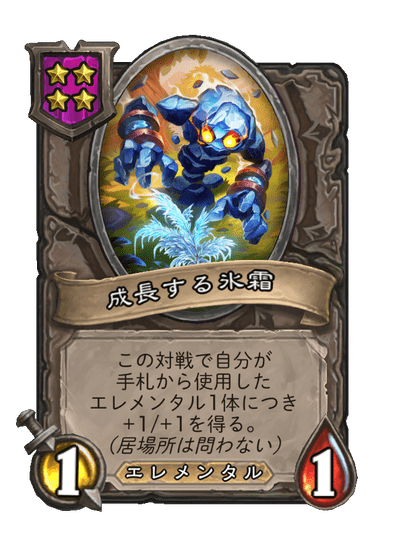 成長する氷霜
この対戦で自分が
手札から使用した
エレメンタル1体につき
+1/+1を得る。
(居場所は問わない)
エレメンタル
1
1